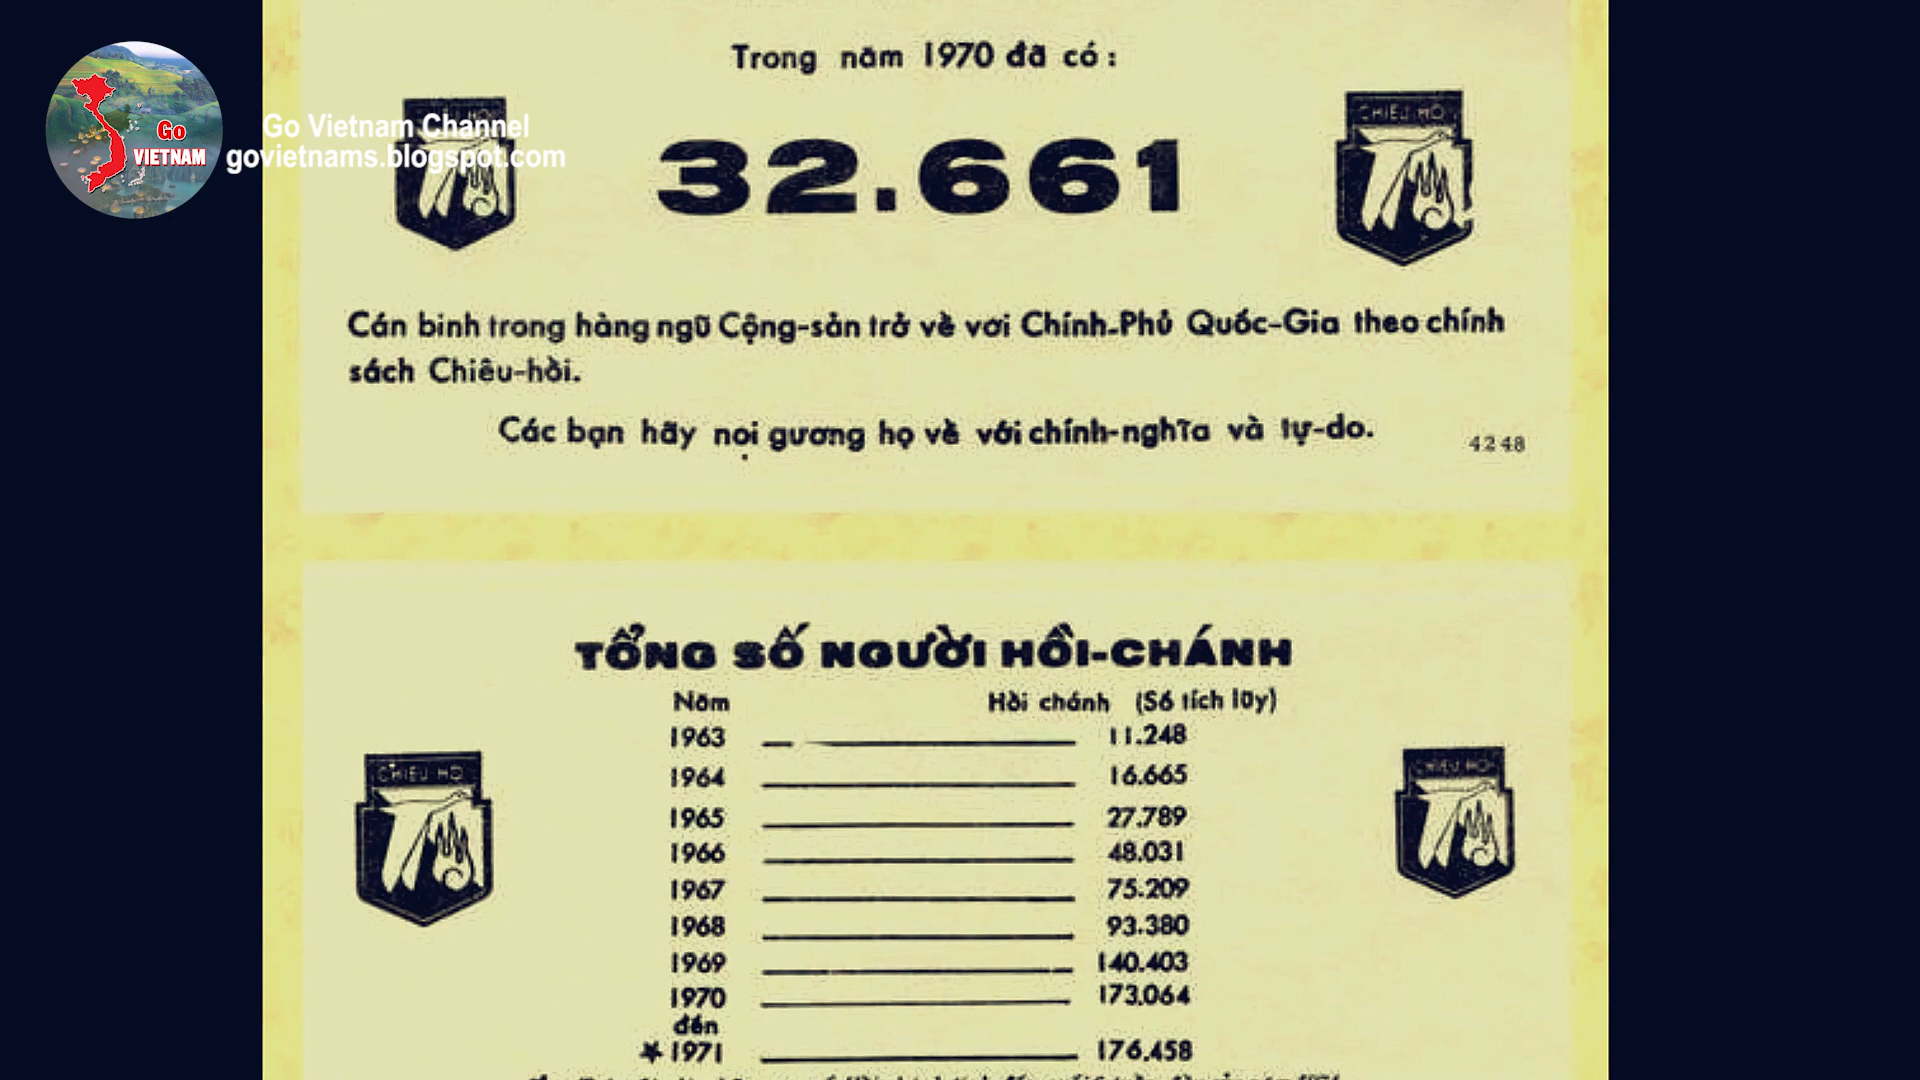 Trong năm 1970 đã có :
Go Vietnam Channel
govietnams.blogspot.com
Go
VIETNAM
CHIÊU HỒI
32.661
Cán binh trong hàng ngũ Cộng-sản trở về với Chính-Phủ Quốc-Gia theo chính
sách Chiêu-hồi.
Các bạn hãy nọi gương họ về với chính-nghĩa và tự-do.
4248
TỔNG SỐ NGƯỜI HỒI-CHÁNH
Năm Hồi chánh (Số tích lũy)
1963 11.248
1964 16.665
1965 27.789
1966 48.031
1967 75.209
1968 93.380
1969 140.403
1970 173.064
đến
★ 1971 176.458
CHIÊU HỒI
CHIÊU HỒI